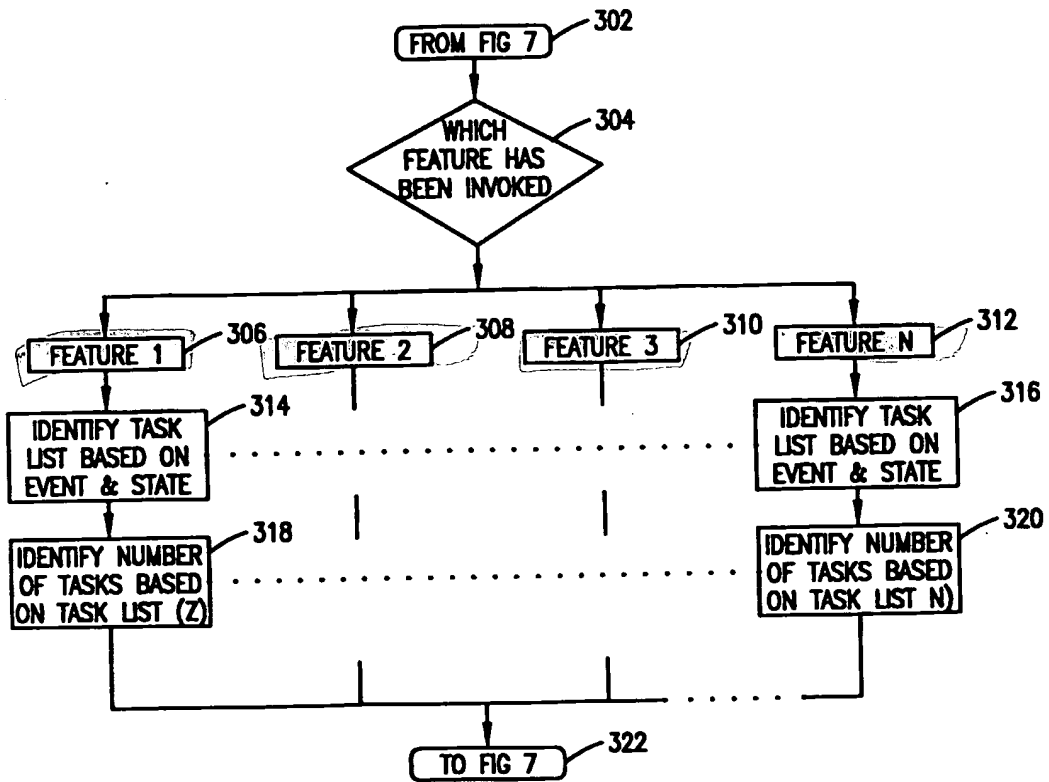 FROM FIG 7
302
WHICH
FEATURE HAS
BEEN INVOKED
304
FEATURE 1
306
FEATURE 2
308
FEATURE 3
310
FEATURE N
312
IDENTIFY TASK
LIST BASED ON
EVENT & STATE
314
IDENTIFY TASK
LIST BASED ON
EVENT & STATE
316
IDENTIFY NUMBER
OF TASKS BASED
ON TASK LIST (Z)
318
IDENTIFY NUMBER
OF TASKS BASED
ON TASK LIST N)
320
TO FIG 7
322